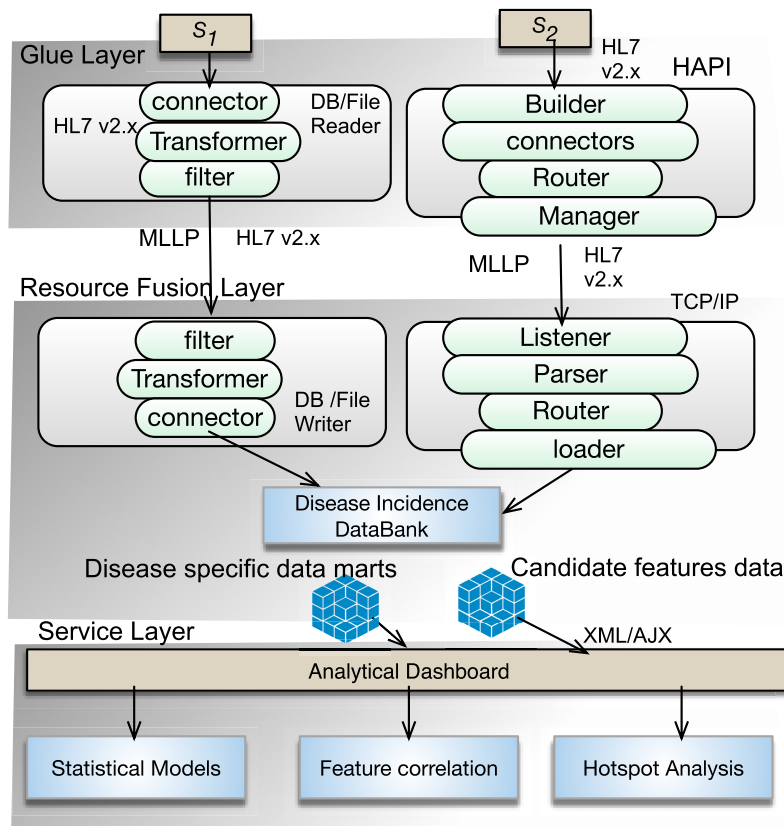 S1
S2
Glue Layer
HL7
v2.x
HAPI
connector
DB/File
Reader
HL7 v2.x
Transformer
filter
Builder
connectors
Router
Manager
MLLP
HL7 v2.x
MLLP
HL7
v2.x
Resource Fusion Layer
TCP/IP
filter
Transformer
connector
DB /File
Writer
Listener
Parser
Router
loader
Disease Incidence
DataBank
Disease specific data marts
Candidate features data
Service Layer
XML/AJX
Analytical Dashboard
Statistical Models
Feature correlation
Hotspot Analysis